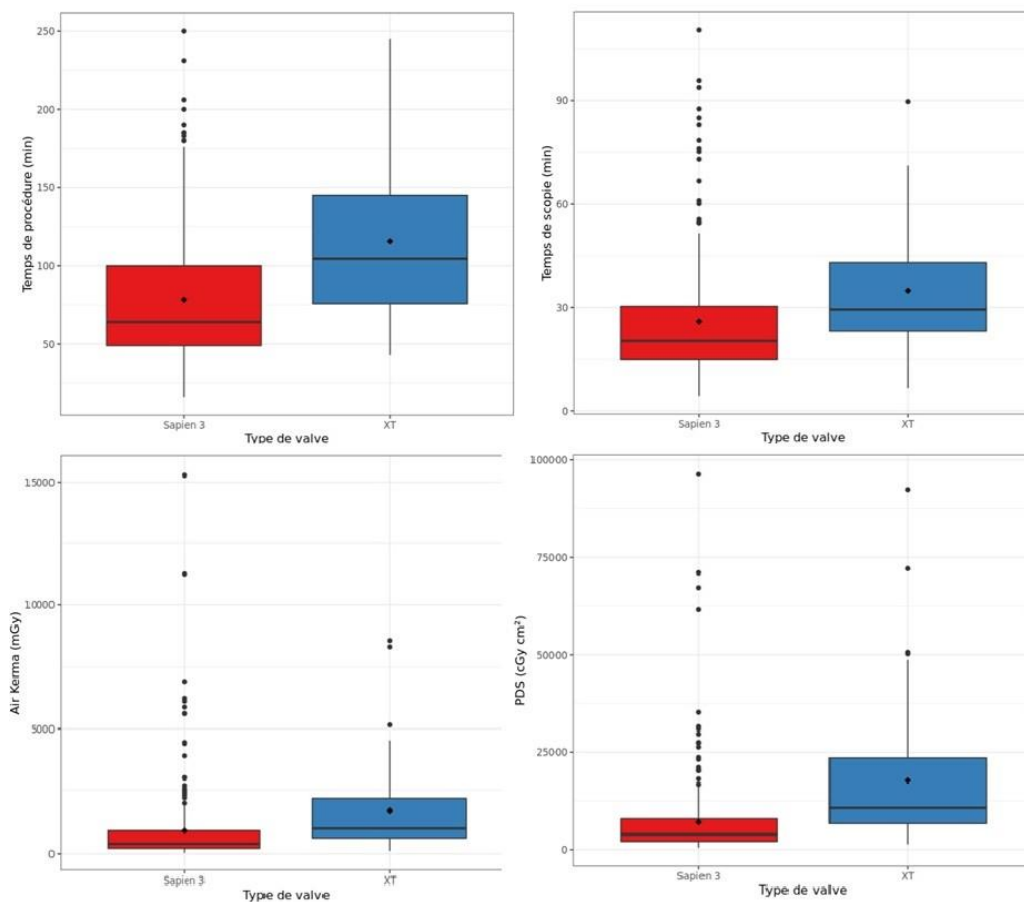 250
200
150
100
50
Temps de procédure (min)
Sapien 3 XT
Type de valve
90
60
30
0
Temps de scopie (min)
Sapien 3 XT
Type de valve
15000
10000
5000
0
Air Kerma (mGy)
Sapien 3 XT
Type de valve
100000
75000
50000
25000
0
PDS (cGy cm²)
Sapien 3 XT
Type de valve